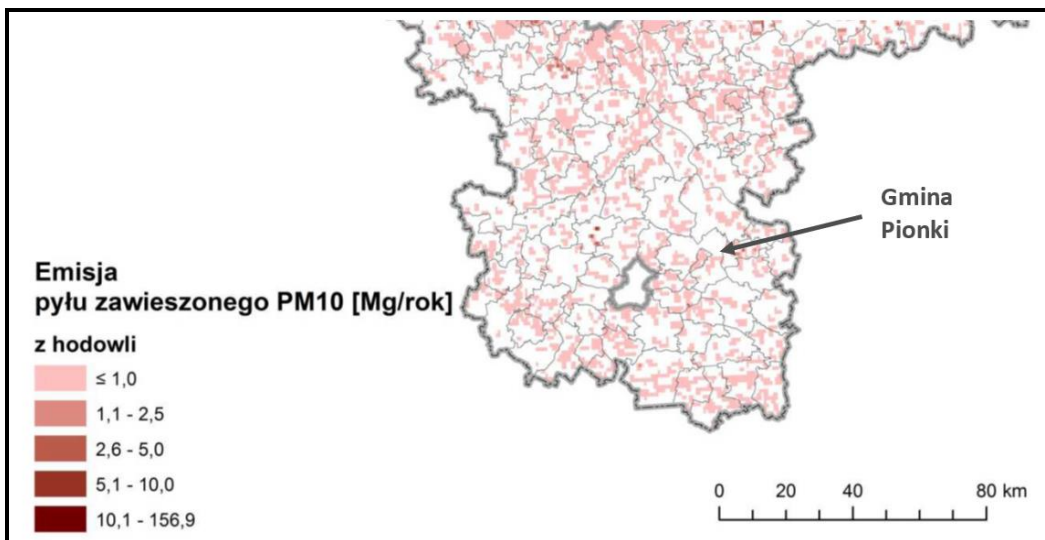 Gmina
Pionki
Emisja
pyłu zawieszonego PM10 [Mg/rok]
z hodowli
≤ 1,0
1,1 - 2,5
2,6 - 5,0
5,1 - 10,0
10,1 - 156,9
0 20 40 80 km